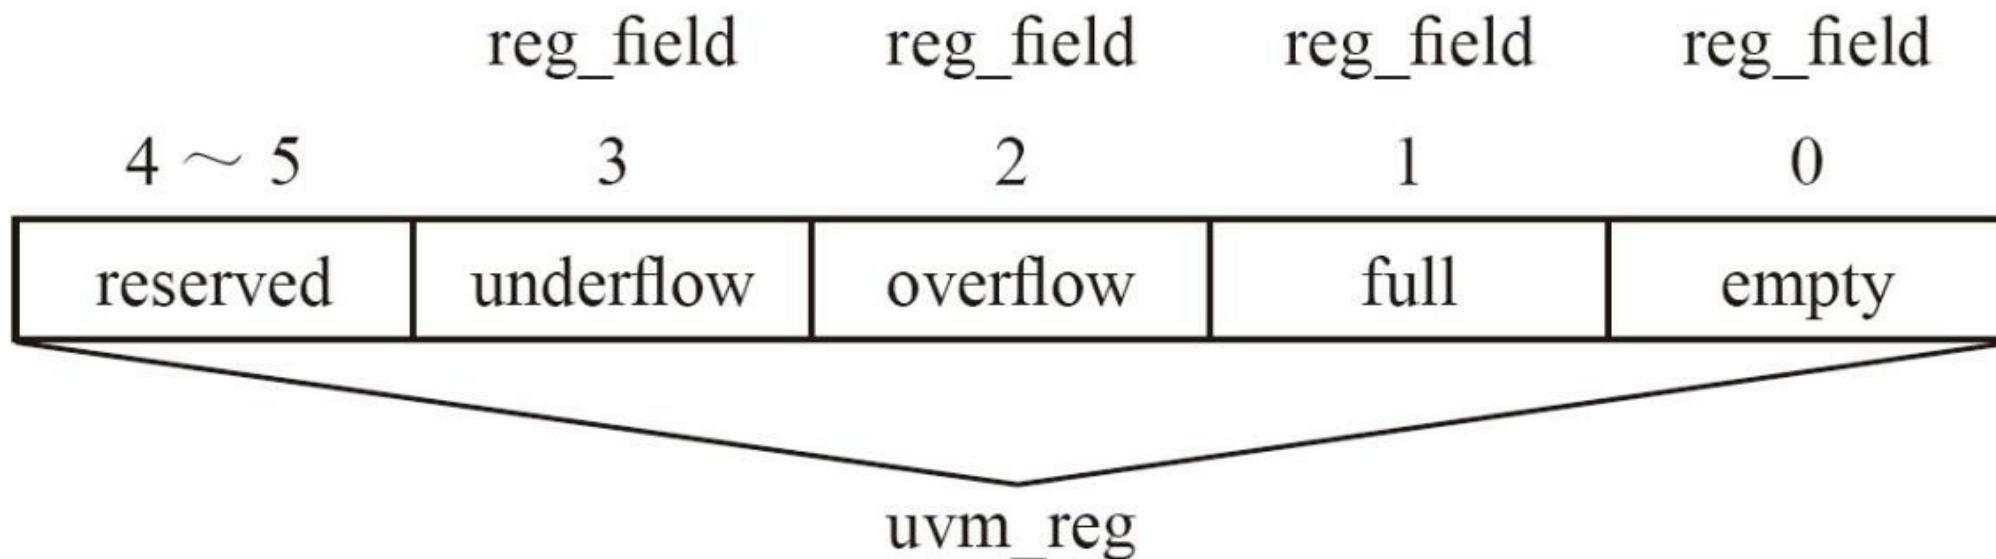 reg_field reg_field reg_field reg_field
4 ～ 5 3 2 1 0
reserved underflow overflow full empty
uvm_reg